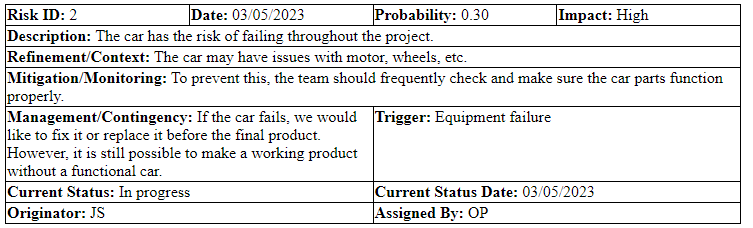 Risk ID: 2 Date: 03/05/2023 Probability: 0.30 Impact: High
Description: The car has the risk of failing throughout the project.
Refinement/Context: The car may have issues with motor, wheels, etc.
Mitigation/Monitoring: To prevent this, the team should frequently check and make sure the car parts function
properly.
Management/Contingency: If the car fails, we would
like to fix it or replace it before the final product.
However, it is still possible to make a working product
without a functional car.
Trigger: Equipment failure
Current Status: In progress Current Status Date: 03/05/2023
Originator: JS Assigned By: OP